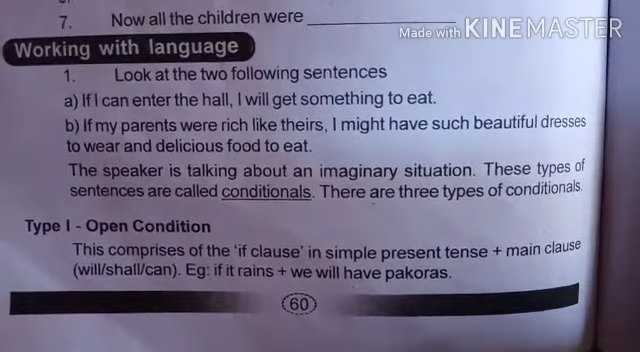 7. Now all the children were
Made with KINEMASTER
Working with language
1. Look at the two following sentences
a) If I can enter the hall, I will get something to eat.
b) If my parents were rich like theirs, I might have such beautiful dresses
to wear and delicious food to eat.
The speaker is talking about an imaginary situation. These types of
sentences are called conditionals. There are three types of conditionals.
Type I - Open Condition
This comprises of the 'if clause' in simple present tense + main clause
(will/shall/can). Eg: if it rains + we will have pakoras.
60